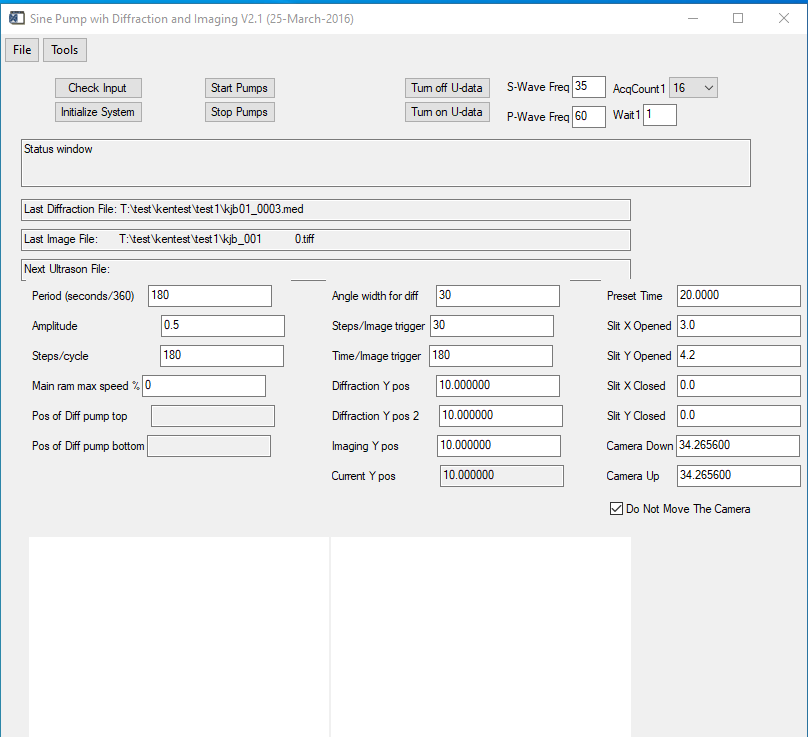 Sine Pump wih Diffraction and Imaging V2.1 (25-March-2016)
File Tools
Check Input Start Pumps Turn off U-data S-Wave Freq 35 AcqCount1 16
Initialize System Stop Pumps Turn on U-data P-Wave Freq 60 Wait1 1
Status window
Last Diffraction File: T:\test\kentest\test1\kjb01_0003.med
Last Image File: T:\test\kentest\test1\kjb_001 0.tiff
Next Ultrason File:
Period (seconds/360) 180 Angle width for diff 30 Preset Time 20.0000
Amplitude 0.5 Steps/Image trigger 30 Slit X Opened 3.0
Steps/cycle 180 Time/Image trigger 180 Slit Y Opened 4.2
Main ram max speed % 0 Diffraction Y pos 10.000000 Slit X Closed 0.0
Pos of Diff pump top Diffraction Y pos 2 10.000000 Slit Y Closed 0.0
Pos of Diff pump bottom Imaging Y pos 10.000000 Camera Down 34.265600
Current Y pos 10.000000 Camera Up 34.265600
Do Not Move The Camera